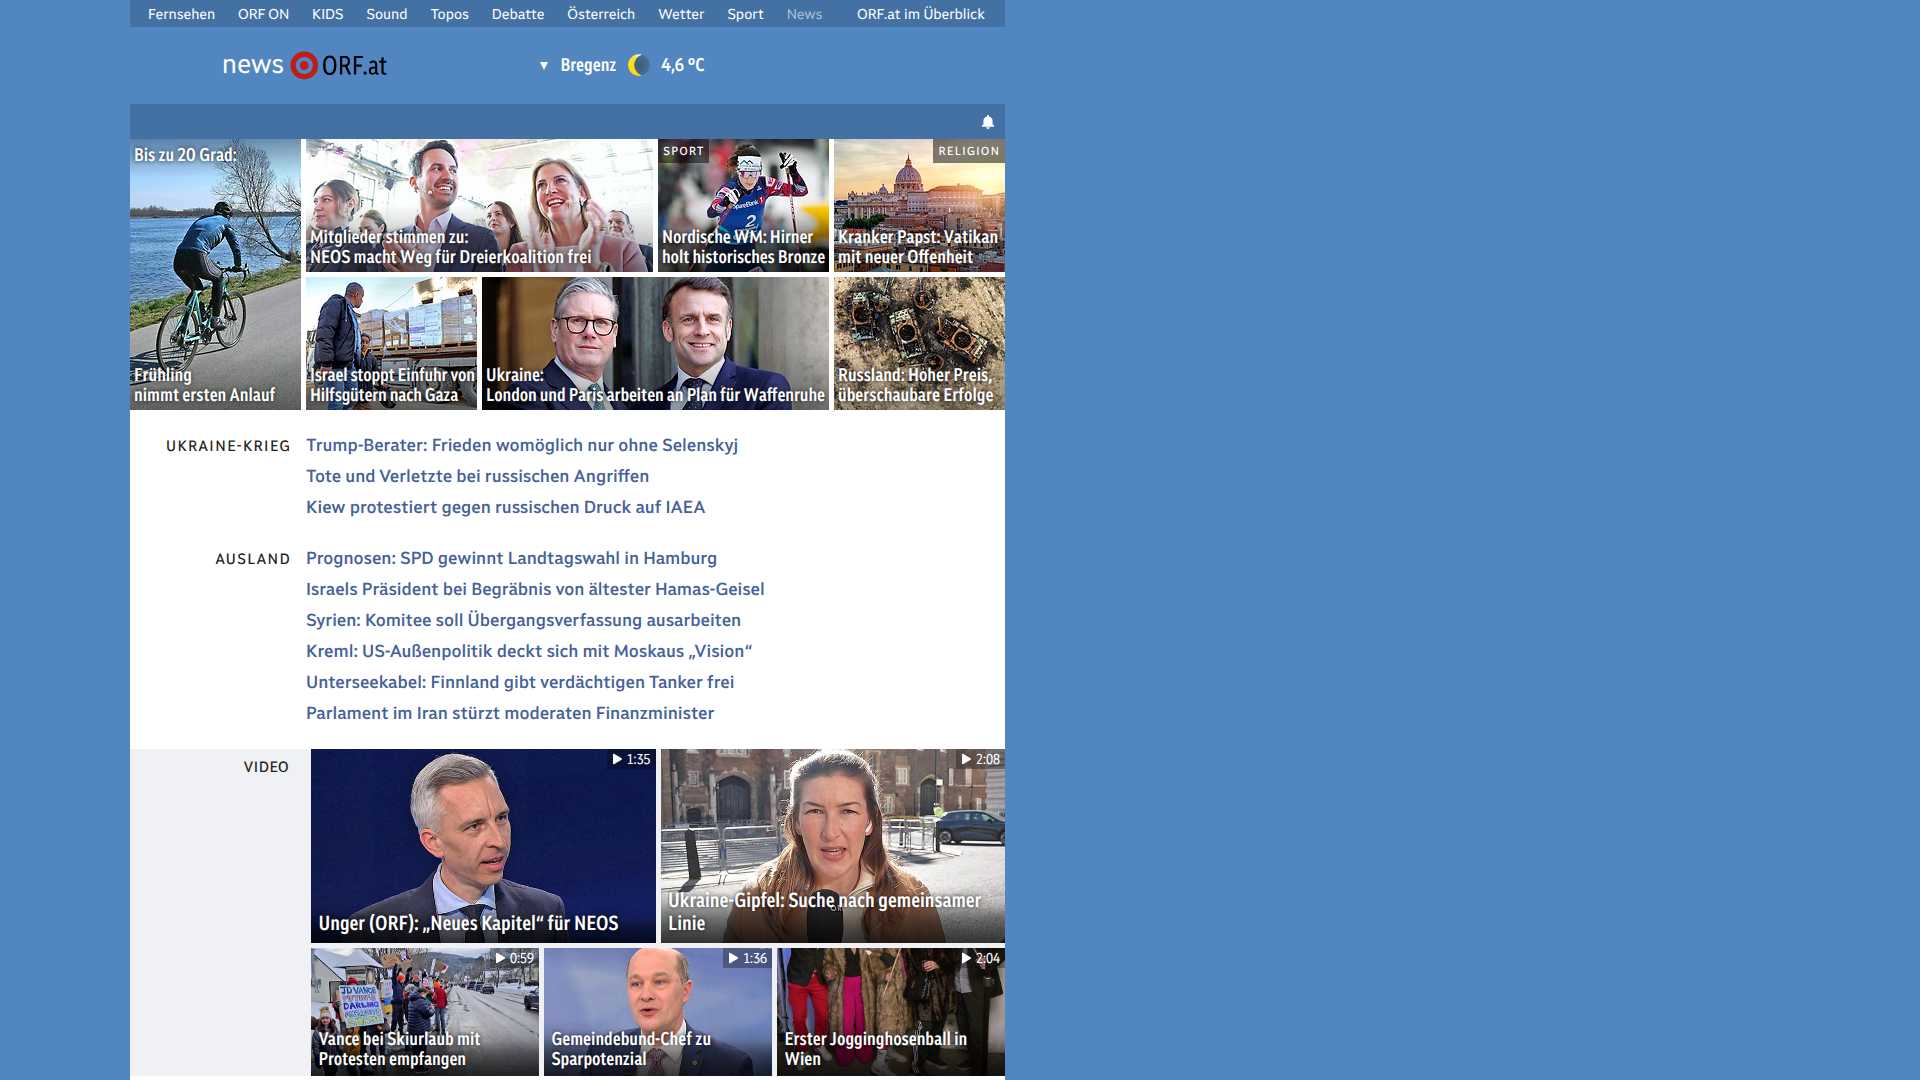 Fernsehen ORF ON KIDS Sound Topos Debatte Österreich Wetter Sport News ORF.at im Überblick
news ORF.at
▼ Bregenz 4,6 °C
Bis zu 20 Grad:
Frühling
nimmt ersten Anlauf
Mitglieder stimmen zu:
NEOS macht Weg für Dreierkoalition frei
SPORT
Nordische WM: Hirner
holt historisches Bronze
RELIGION
Kranker Papst: Vatikan
mit neuer Offenheit
Israel stoppt Einfuhr von
Hilfsgütern nach Gaza
Ukraine:
London und Paris arbeiten an Plan für Waffenruhe
Russland: Hoher Preis,
überschaubare Erfolge
UKRAINE-KRIEG
Trump-Berater: Frieden womöglich nur ohne Selenskyj
Tote und Verletzte bei russischen Angriffen
Kiew protestiert gegen russischen Druck auf IAEA
AUSLAND
Prognosen: SPD gewinnt Landtagswahl in Hamburg
Israels Präsident bei Begräbnis von ältester Hamas-Geisel
Syrien: Komitee soll Übergangsverfassung ausarbeiten
Kreml: US-Außenpolitik deckt sich mit Moskaus „Vision“
Unterseekabel: Finnland gibt verdächtigen Tanker frei
Parlament im Iran stürzt moderaten Finanzminister
VIDEO
1:35
Unger (ORF): „Neues Kapitel“ für NEOS
2:08
Ukraine-Gipfel: Suche nach gemeinsamer
Linie
0:59
JD VANCE
Vance bei Skiurlaub mit
Protesten empfangen
1:36
Gemeindebund-Chef zu
Sparpotenzial
2:04
Erster Jogginghosenball in
Wien